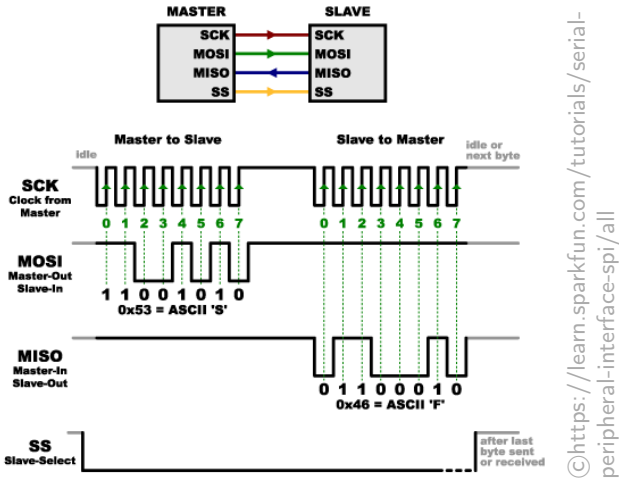 MASTER
SLAVE
SCK
MOSI
MISO
SS
SCK
MOSI
MISO
SS
Master to Slave
Slave to Master
idle
idle or
next byte
SCK
Clock from
Master
0 1 2 3 4 5 6 7
0 1 2 3 4 5 6 7
MOSI
Master-Out
Slave-In
1 1 0 0 1 0 1 0
0x53 = ASCII 'S'
MISO
Master-In
Slave-Out
0 1 1 0 0 0 1 0
0x46 = ASCII 'F'
SS
Slave-Select
after last
byte sent
or received
©https://learn.sparkfun.com/tutorials/serial-
peripheral-interface-spi/all